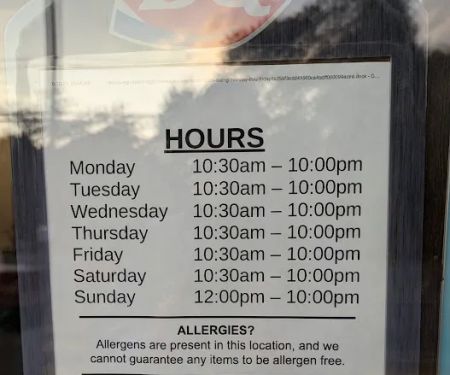 DQ
HOURS
Monday 10:30am – 10:00pm
Tuesday 10:30am – 10:00pm
Wednesday 10:30am – 10:00pm
Thursday 10:30am – 10:00pm
Friday 10:30am – 10:00pm
Saturday 10:30am – 10:00pm
Sunday 12:00pm – 10:00pm
ALLERGIES?
Allergens are present in this location, and we
cannot guarantee any items to be allergen free.